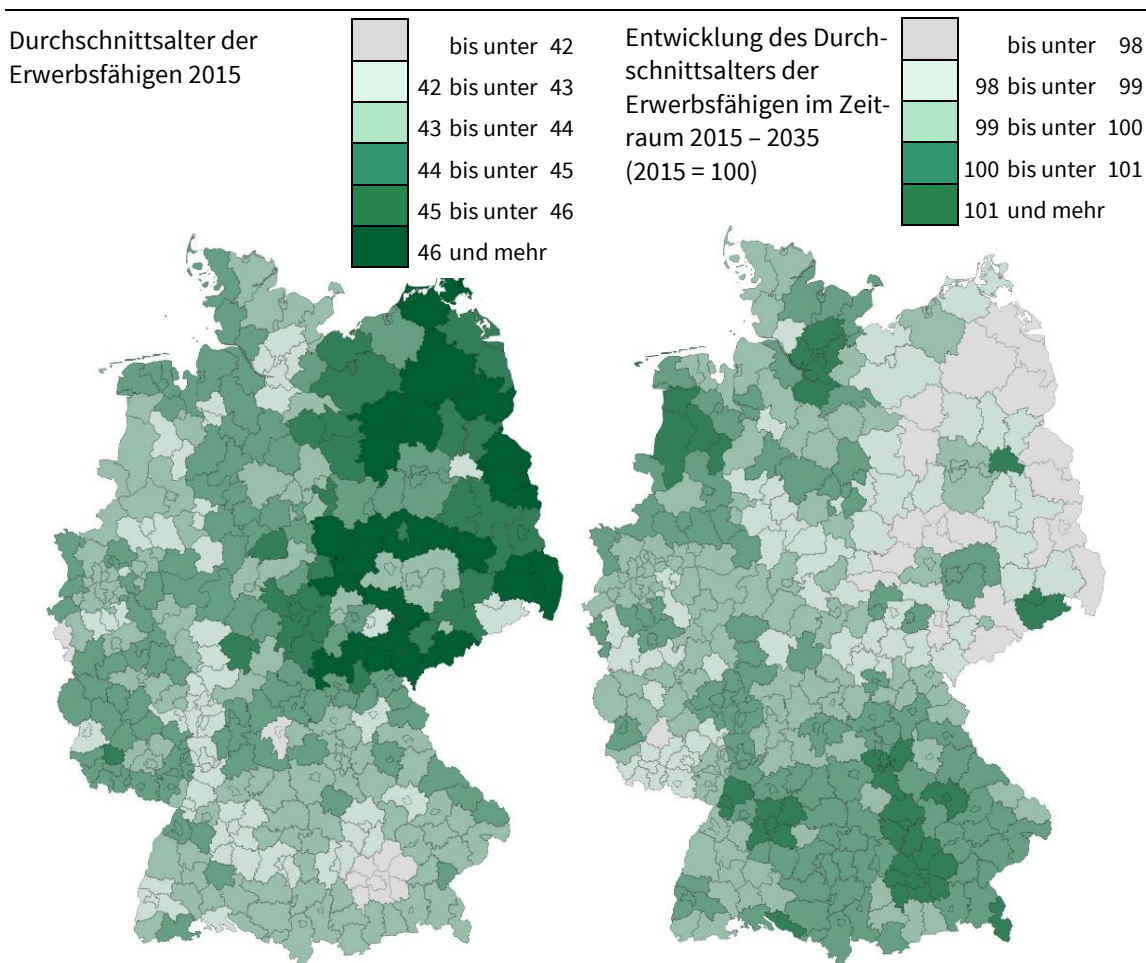 Durchschnittsalter der
Erwerbsfähigen 2015
bis unter 42
42 bis unter 43
43 bis unter 44
44 bis unter 45
45 bis unter 46
46 und mehr
Entwicklung des Durch-
schnittsalters der
Erwerbsfähigen im Zeit-
raum 2015 – 2035
(2015 = 100)
bis unter 98
98 bis unter 99
99 bis unter 100
100 bis unter 101
101 und mehr